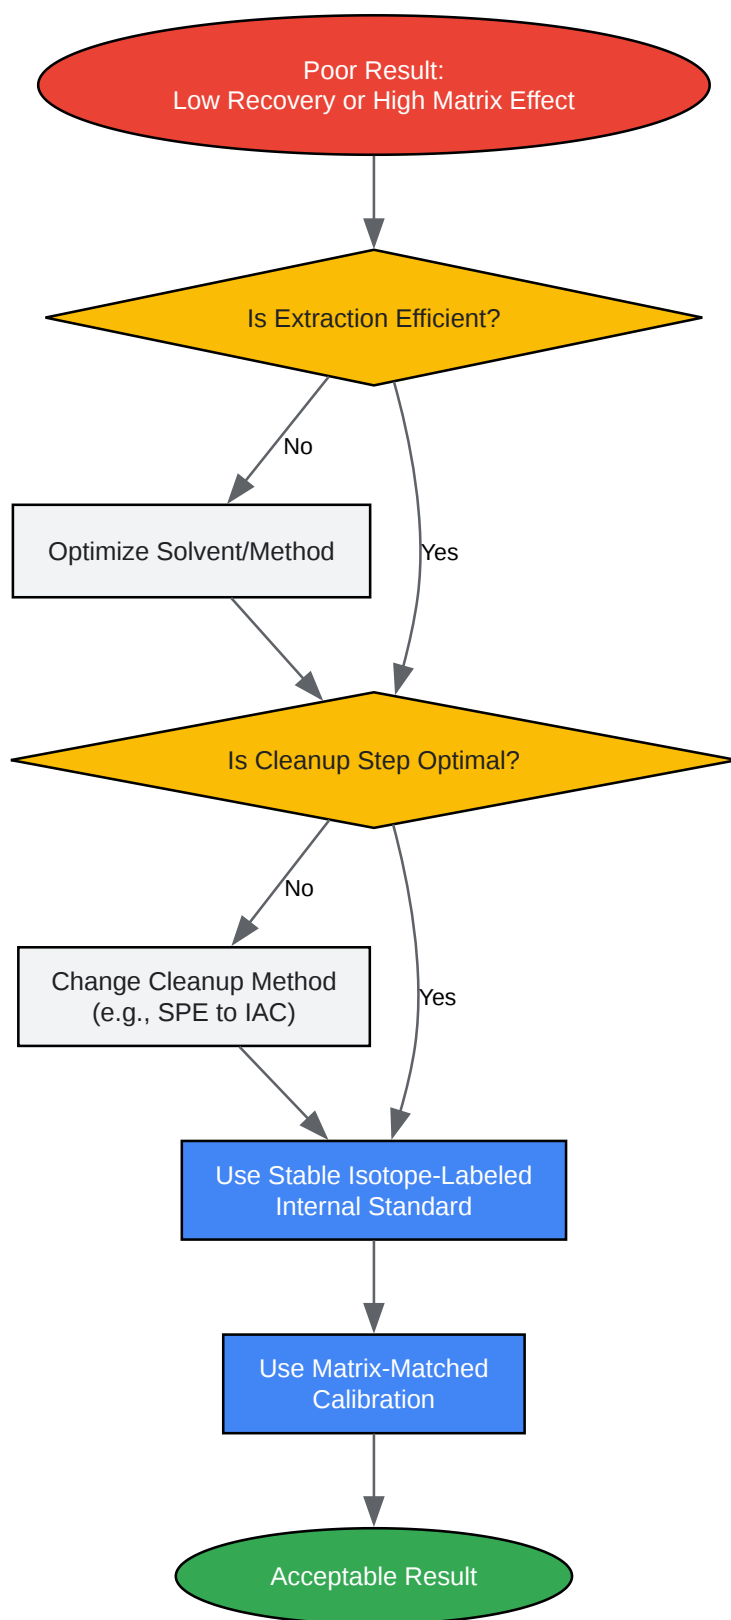 Poor Result:
Low Recovery or High Matrix Effect
Is Extraction Efficient?
No
Optimize Solvent/Method
Yes
Is Cleanup Step Optimal?
No
Change Cleanup Method
(e.g., SPE to IAC)
Yes
Use Stable Isotope-Labeled
Internal Standard
Use Matrix-Matched
Calibration
Acceptable Result